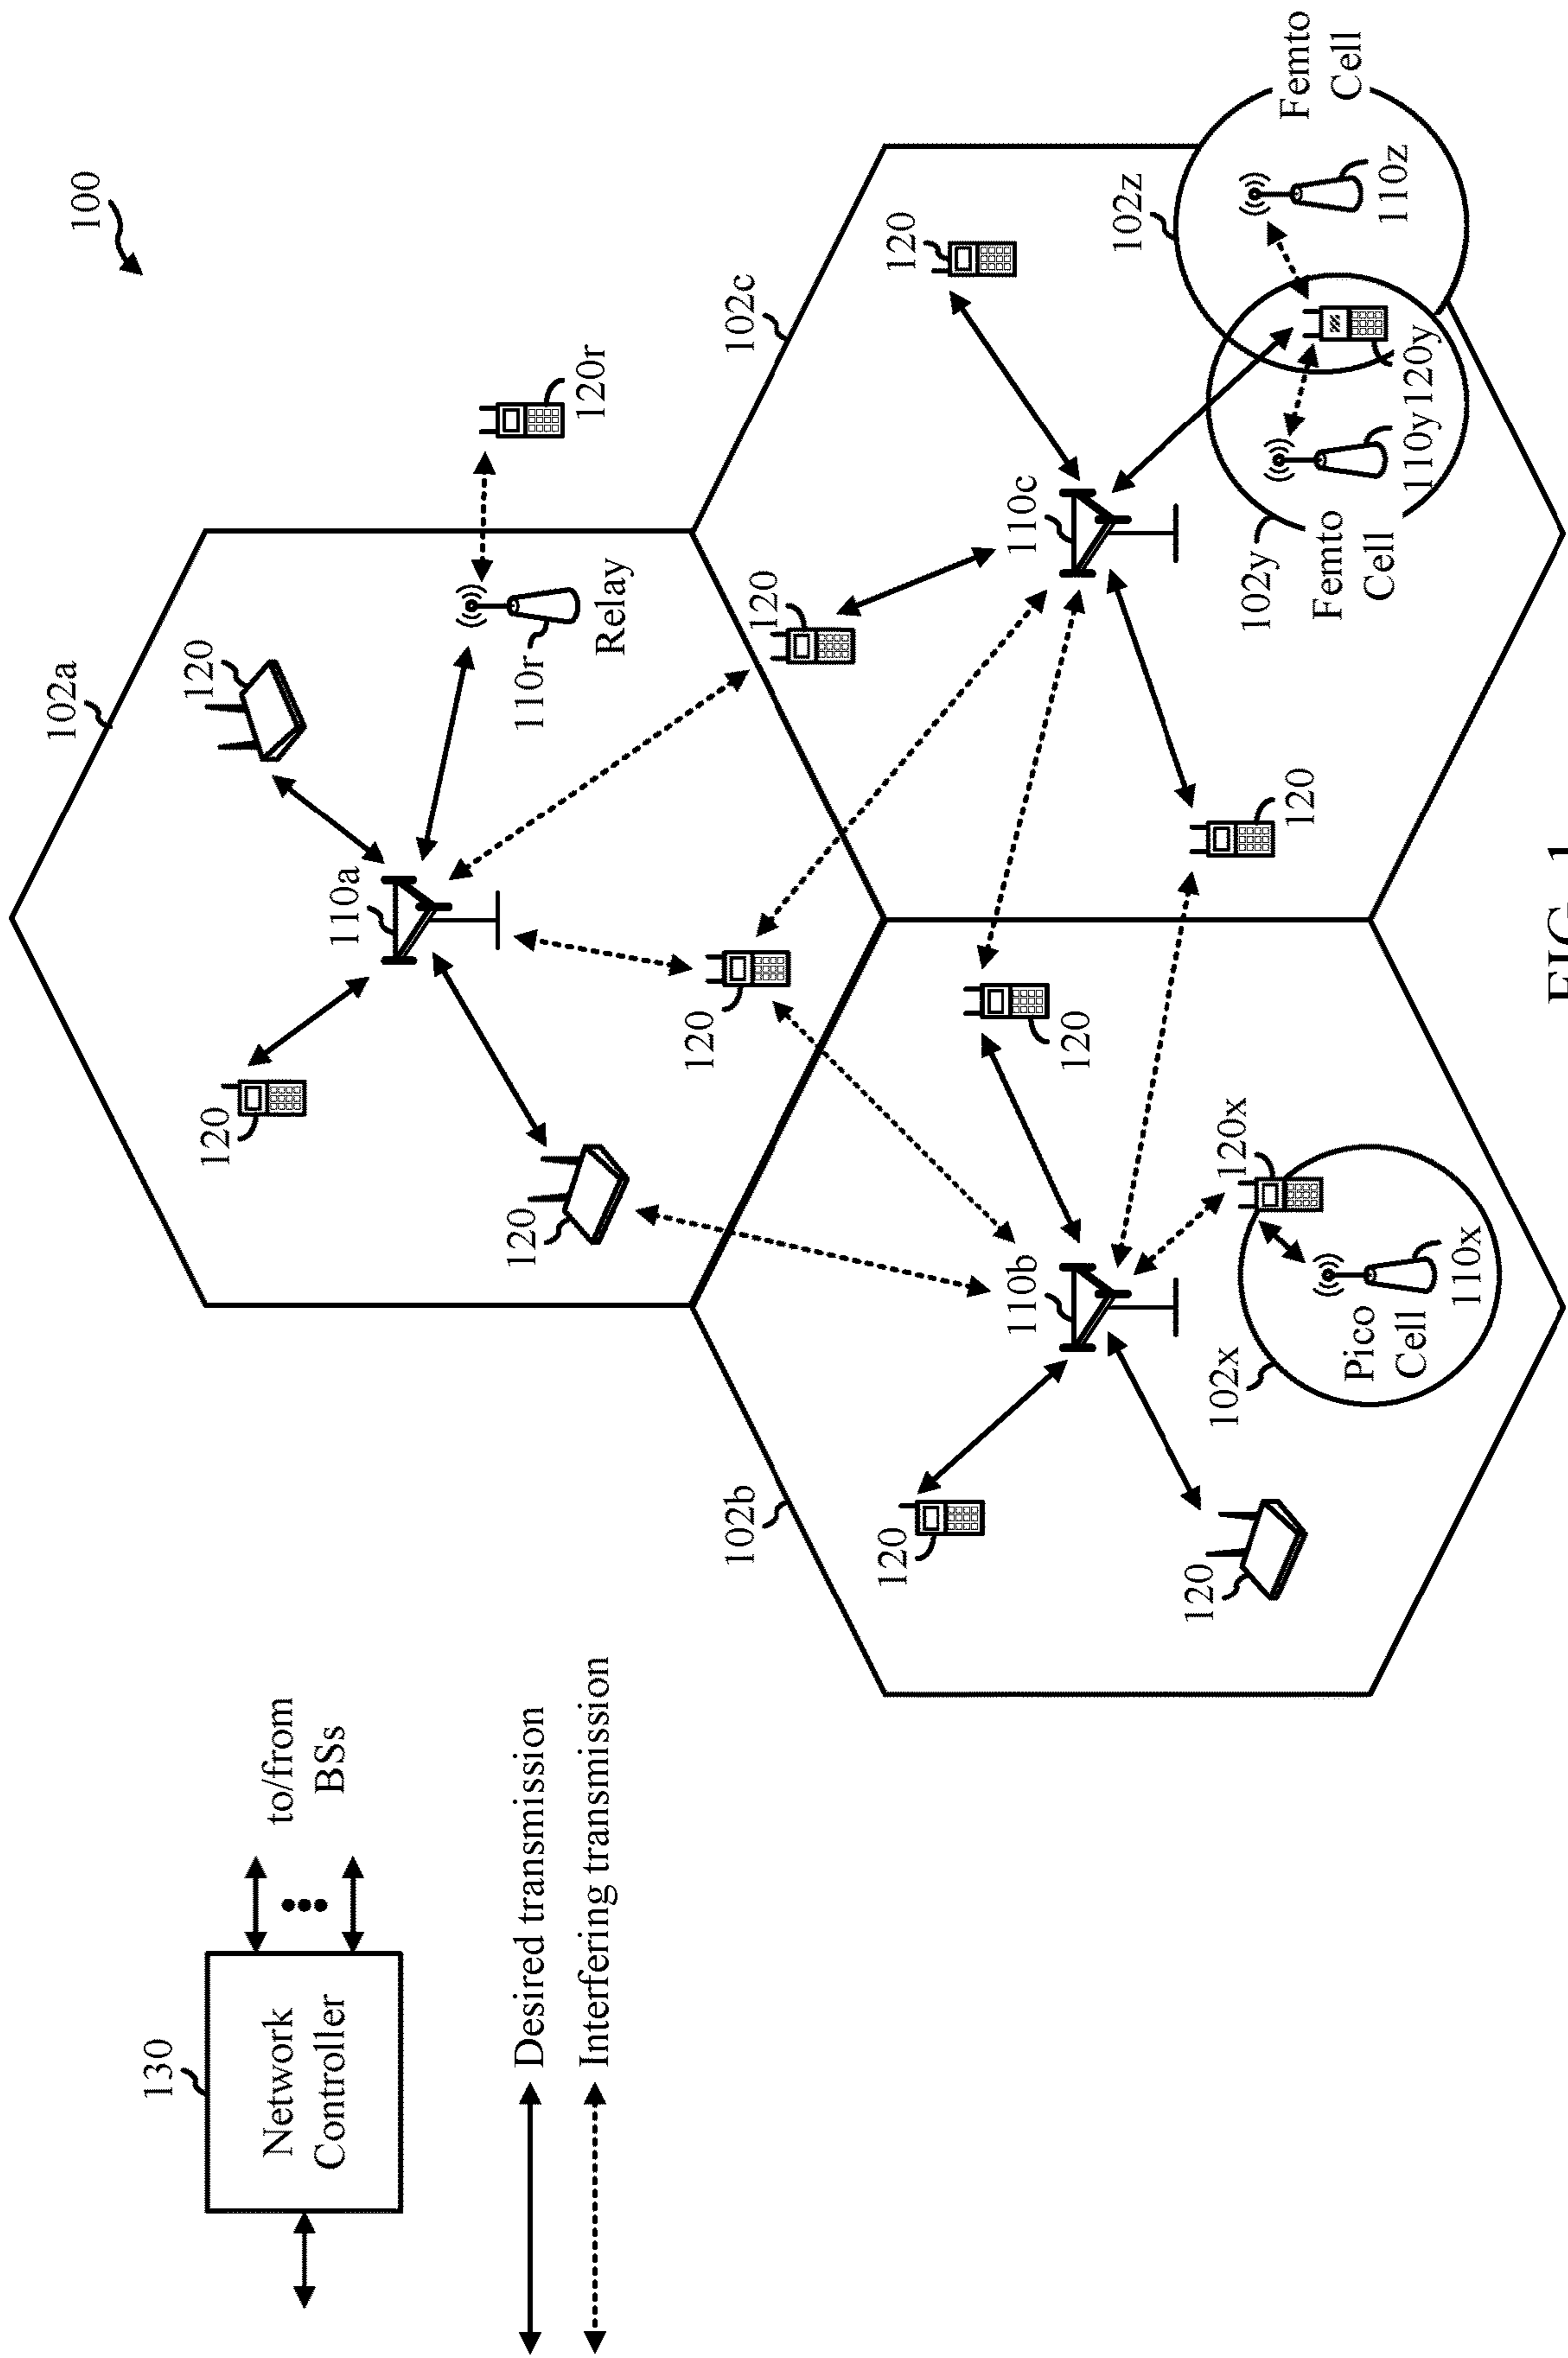 100
130
Network
Controller
to/from
BSs
Desired transmission
Interfering transmission
102a
120
110a
120
120
120
110r
Relay
120r
120
102b
120
110b
120
120
120x
102x
Pico
Cell
110x
102c
120
110c
120
120
102y
Femto
Cell
110y
120y
102z
110z
Femto
Cell